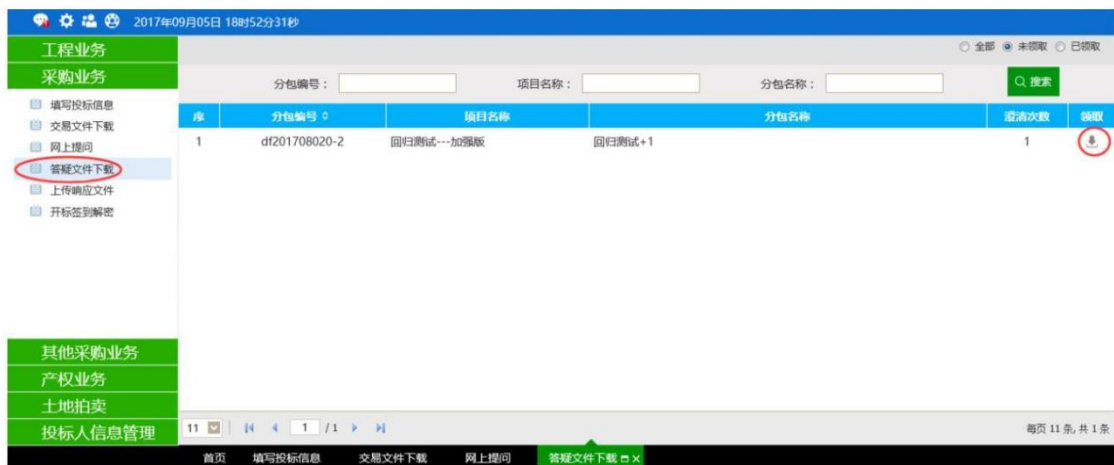 2017年09月05日 18时52分31秒
工程业务
全部 未领取 已领取
采购业务
分包编号： 项目名称： 分包名称： 搜索
填写投标信息
交易文件下载
网上提问
答疑文件下载
上传响应文件
开标签到解密
序 分包编号 项目名称 分包名称 澄清次数 领取
1 df201708020-2 回归测试---加强版 回归测试+1 1
其他采购业务
产权业务
土地拍卖
投标人信息管理
11 1 /1 每页 11 条, 共 1 条
首页 填写投标信息 交易文件下载 网上提问 答疑文件下载